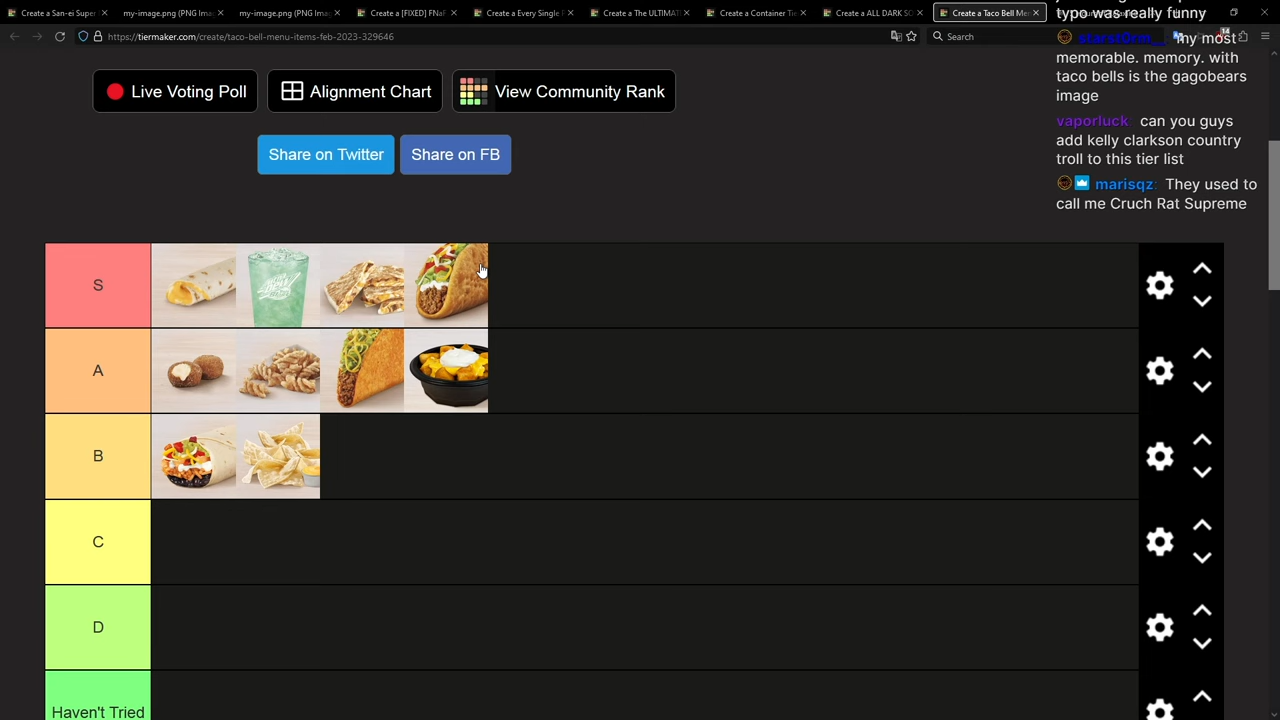 Create a San-ei Super
my-image.png (PNG Ima
my-image.png (PNG Ima
Create a [FIXED] FNaF
Create a Every Single F
Create a The ULTIMAT
Create a Container Tie
Create a ALL DARK SO
Create a Taco Bell Men
https://tiermaker.com/create/taco-bell-menu-items-feb-2023-329646
Search
14
Live Voting Poll
Alignment Chart
View Community Rank
Share on Twitter
Share on FB
typo was really funny
starst0rm__: my most
memorable. memory. with
taco bells is the gagobears
image
vaporluck: can you guys
add kelly clarkson country
troll to this tier list
marisqz: They used to
call me Cruch Rat Supreme
S
A
B
C
D
Haven't Tried